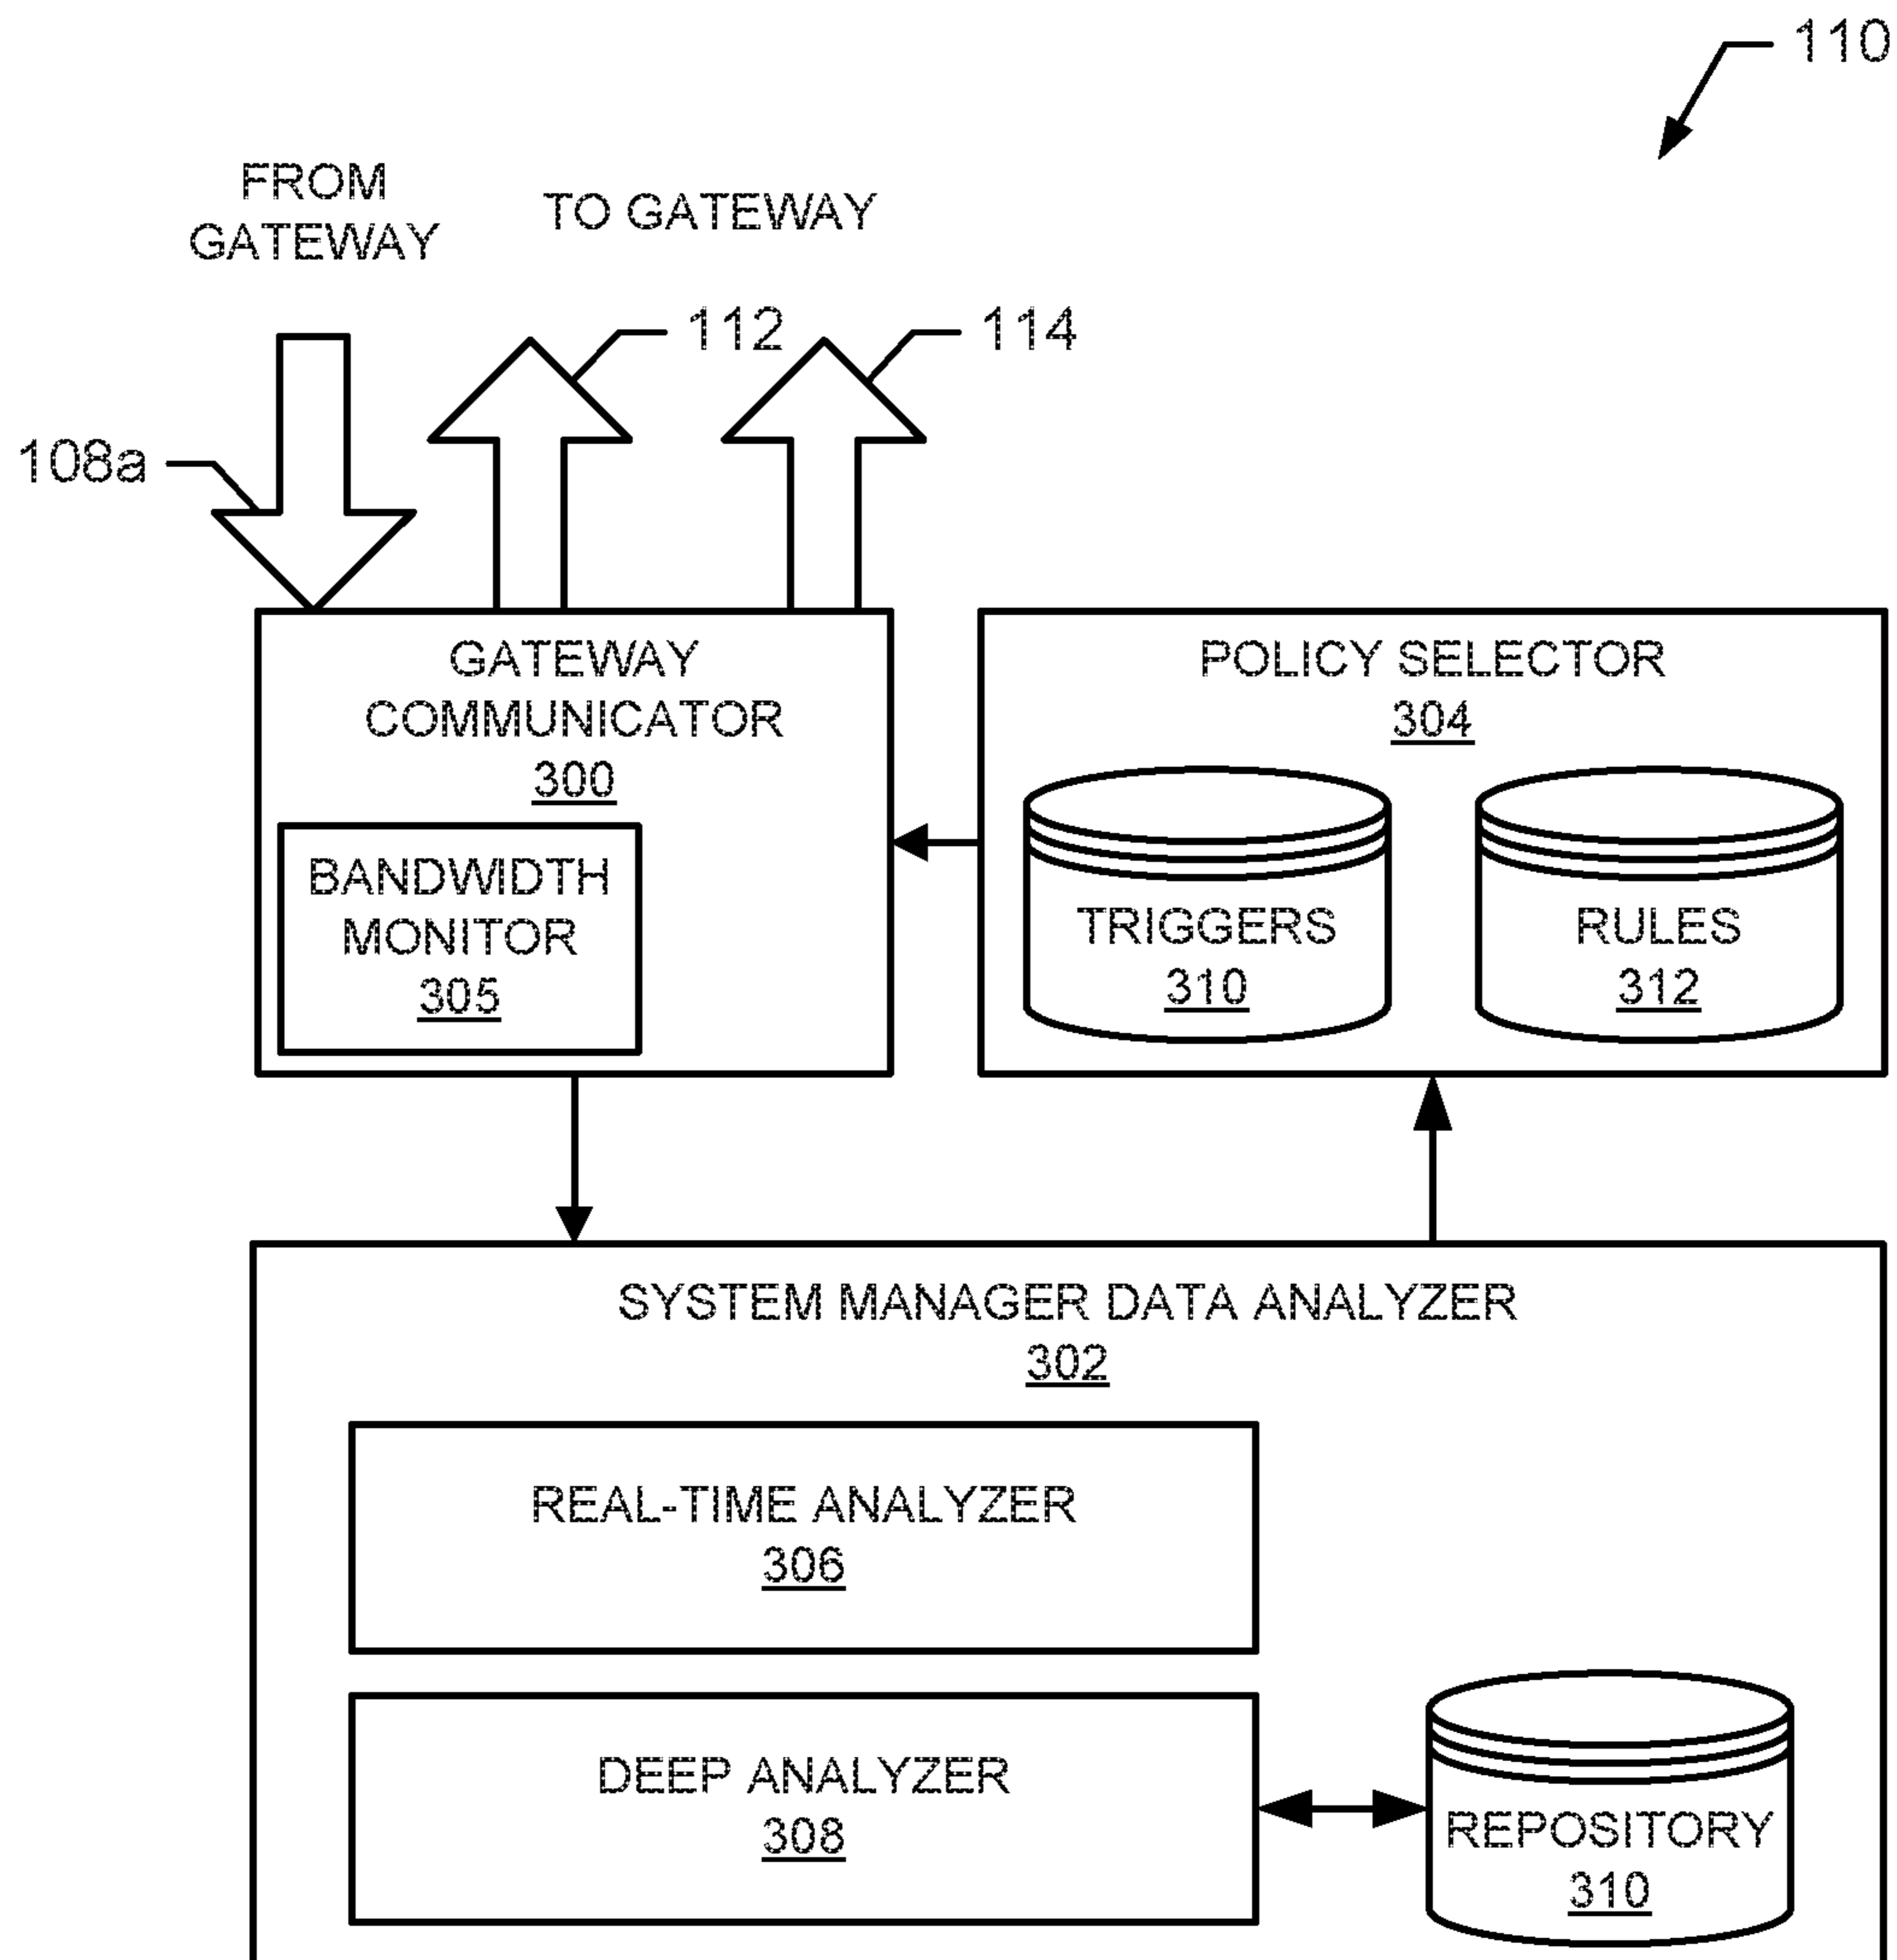 110
FROM
GATEWAY
TO GATEWAY
112
114
108a
GATEWAY
COMMUNICATOR
300
BANDWIDTH
MONITOR
305
POLICY SELECTOR
304
TRIGGERS
310
RULES
312
SYSTEM MANAGER DATA ANALYZER
302
REAL-TIME ANALYZER
306
DEEP ANALYZER
308
REPOSITORY
310